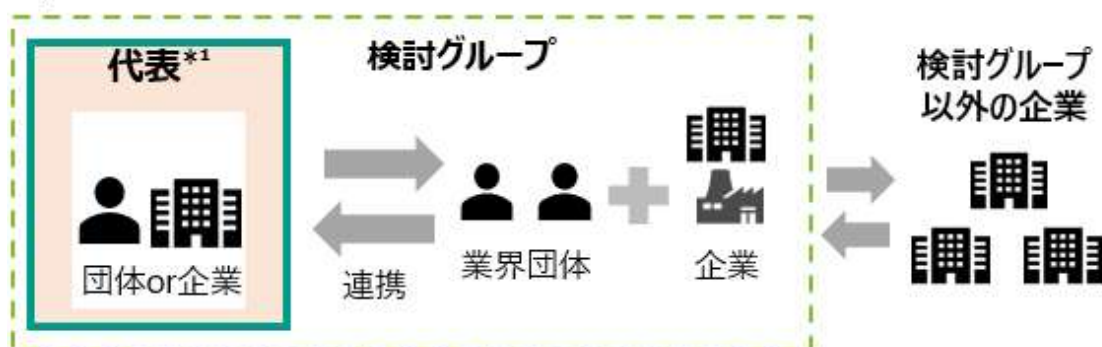 代表*1
検討グループ
検討グループ
以外の企業
団体or企業
連携
業界団体
企業